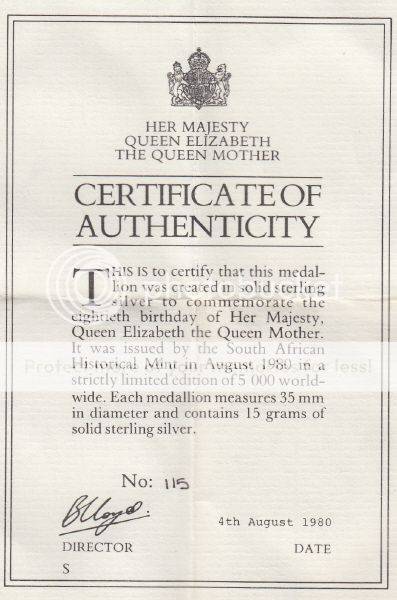 HER MAJESTY
QUEEN ELIZABETH
THE QUEEN MOTHER
CERTIFICATE OF
AUTHENTICITY
THIS IS to certify that this medal-
lion was created in solid sterling
silver to commemorate the
eightieth birthday of Her Majesty,
Queen Elizabeth the Queen Mother.
It was issued by the South African
Historical Mint in August 1980 in a
strictly limited edition of 5 000 world-
wide. Each medallion measures 35 mm
in diameter and contains 15 grams of
solid sterling silver.
No: 115
4th August 1980
DIRECTOR DATE
S